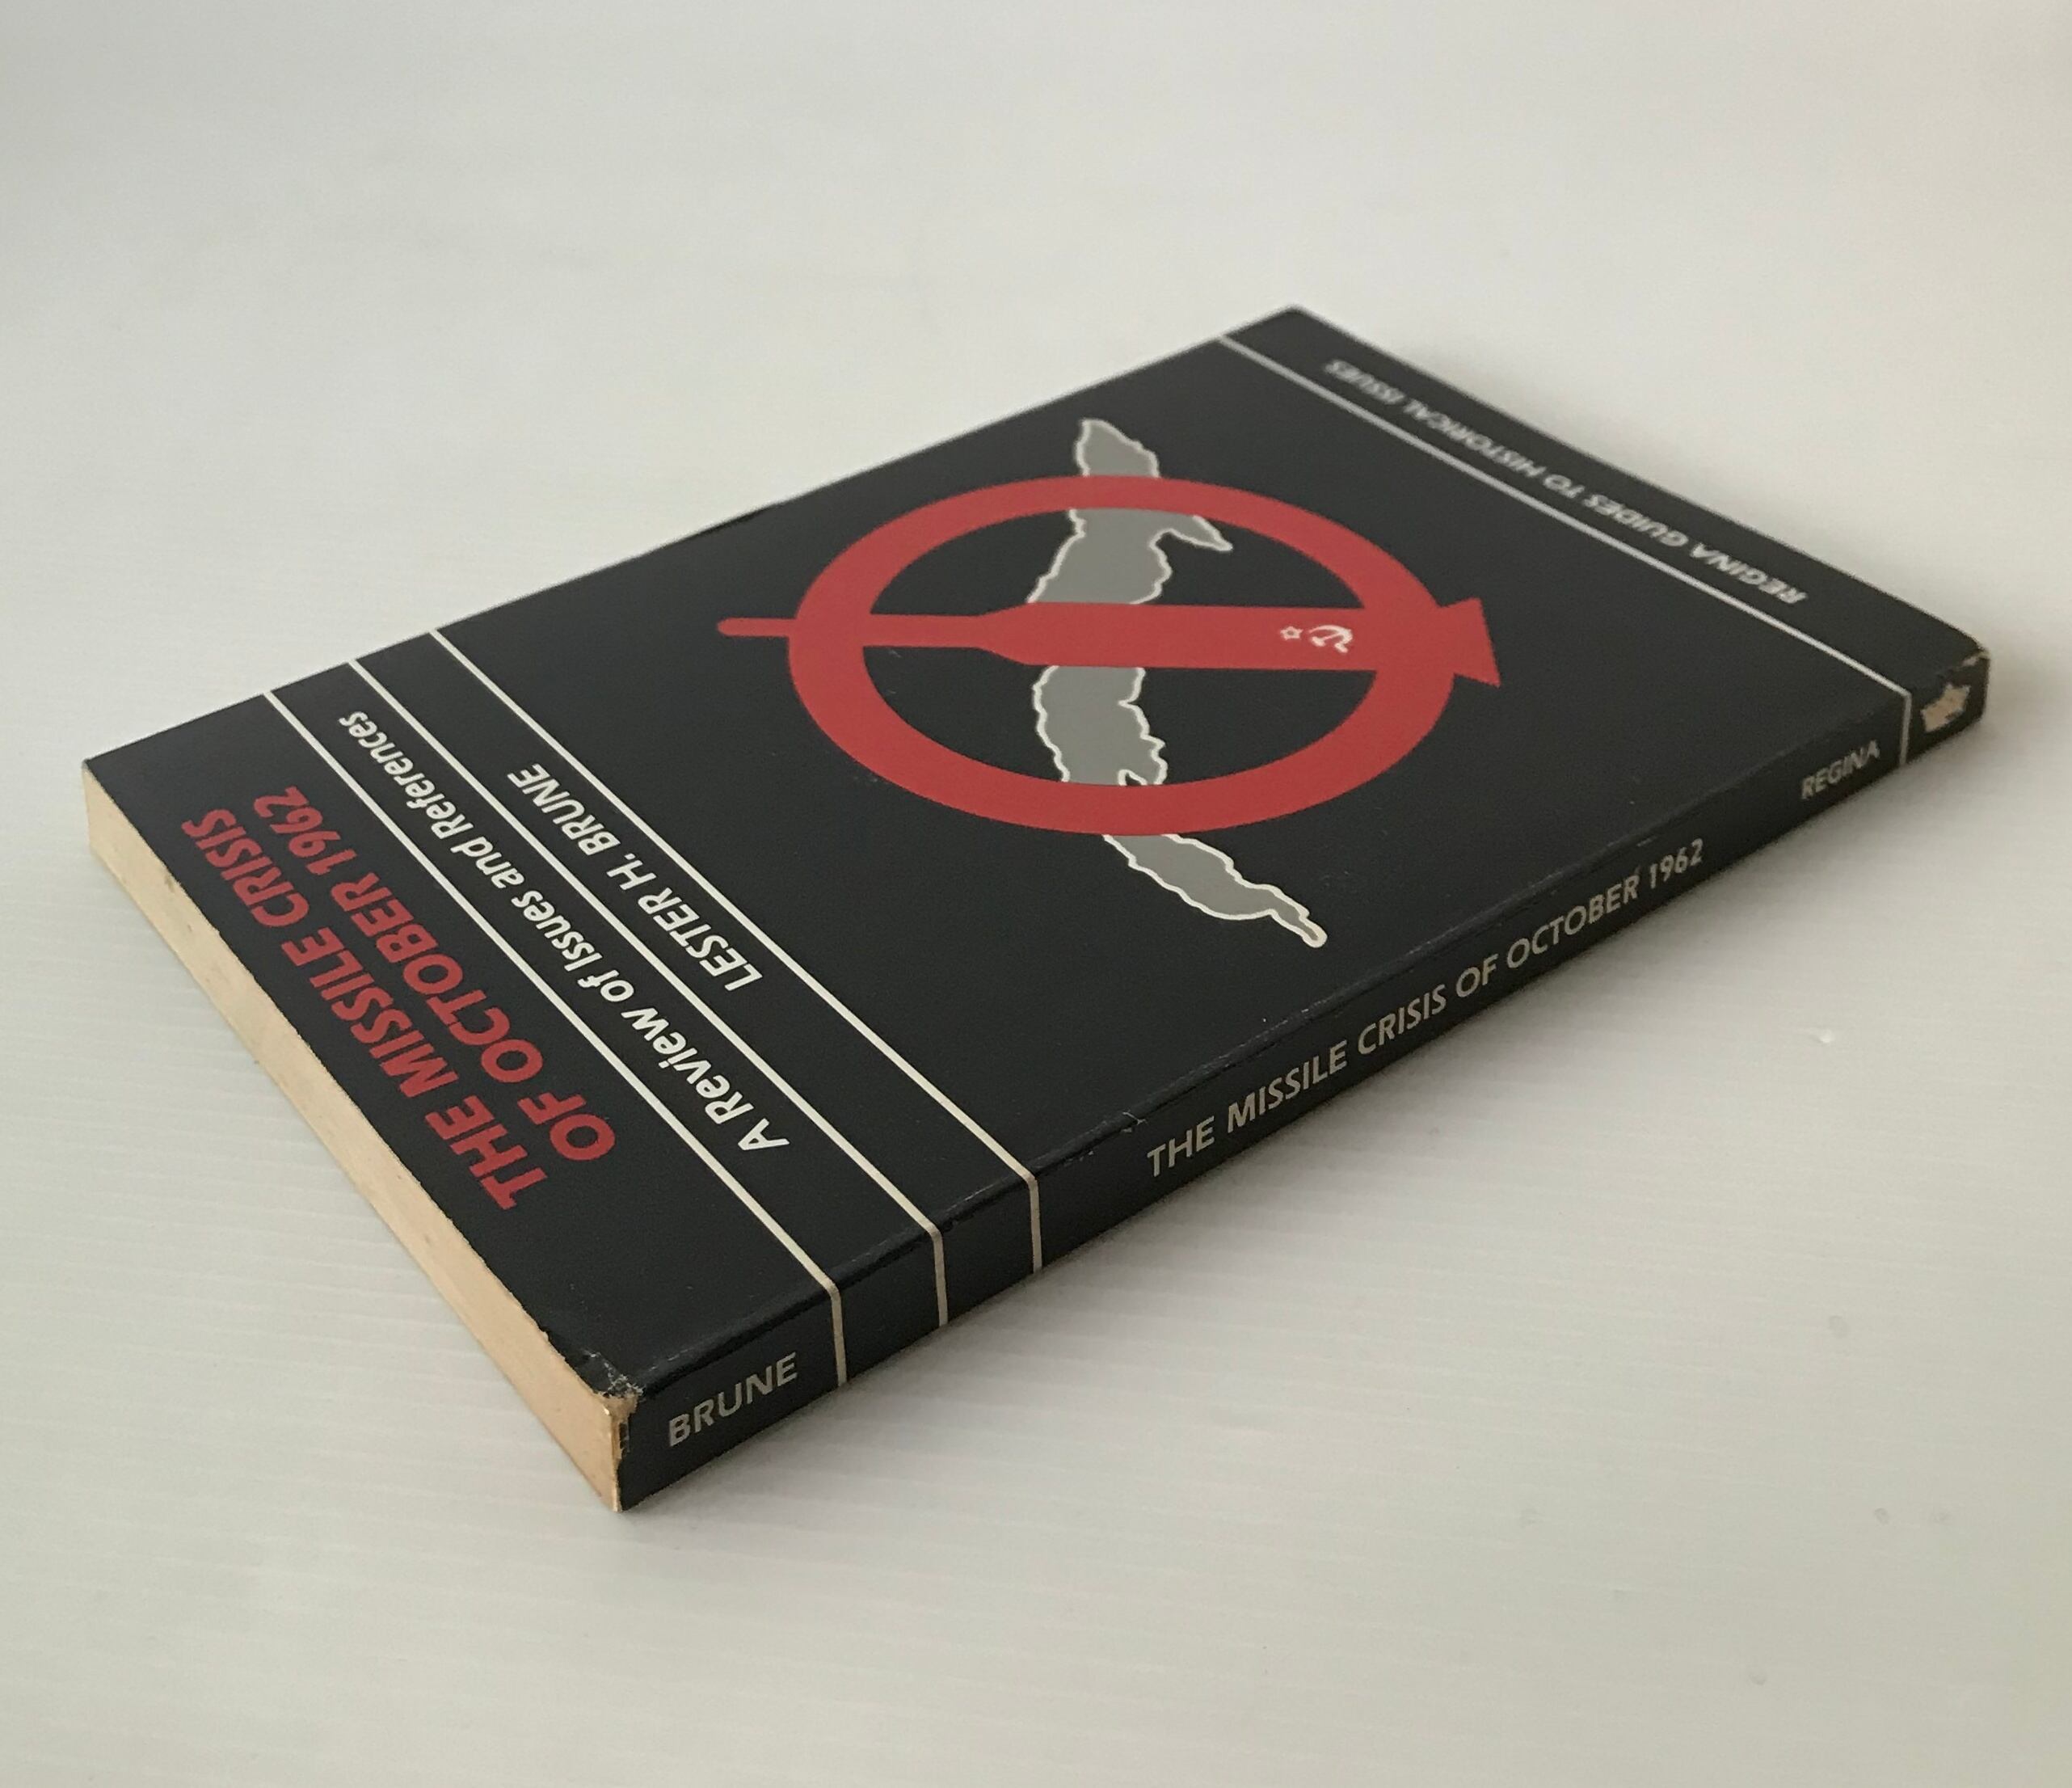 THE MISSILE CRISIS
OF OCTOBER 1962
A Review of Issues and References
LESTER H. BRUNE
REGINA GUIDES TO HISTORICAL ISSUES
BRUNE
THE MISSILE CRISIS OF OCTOBER 1962
REGINA